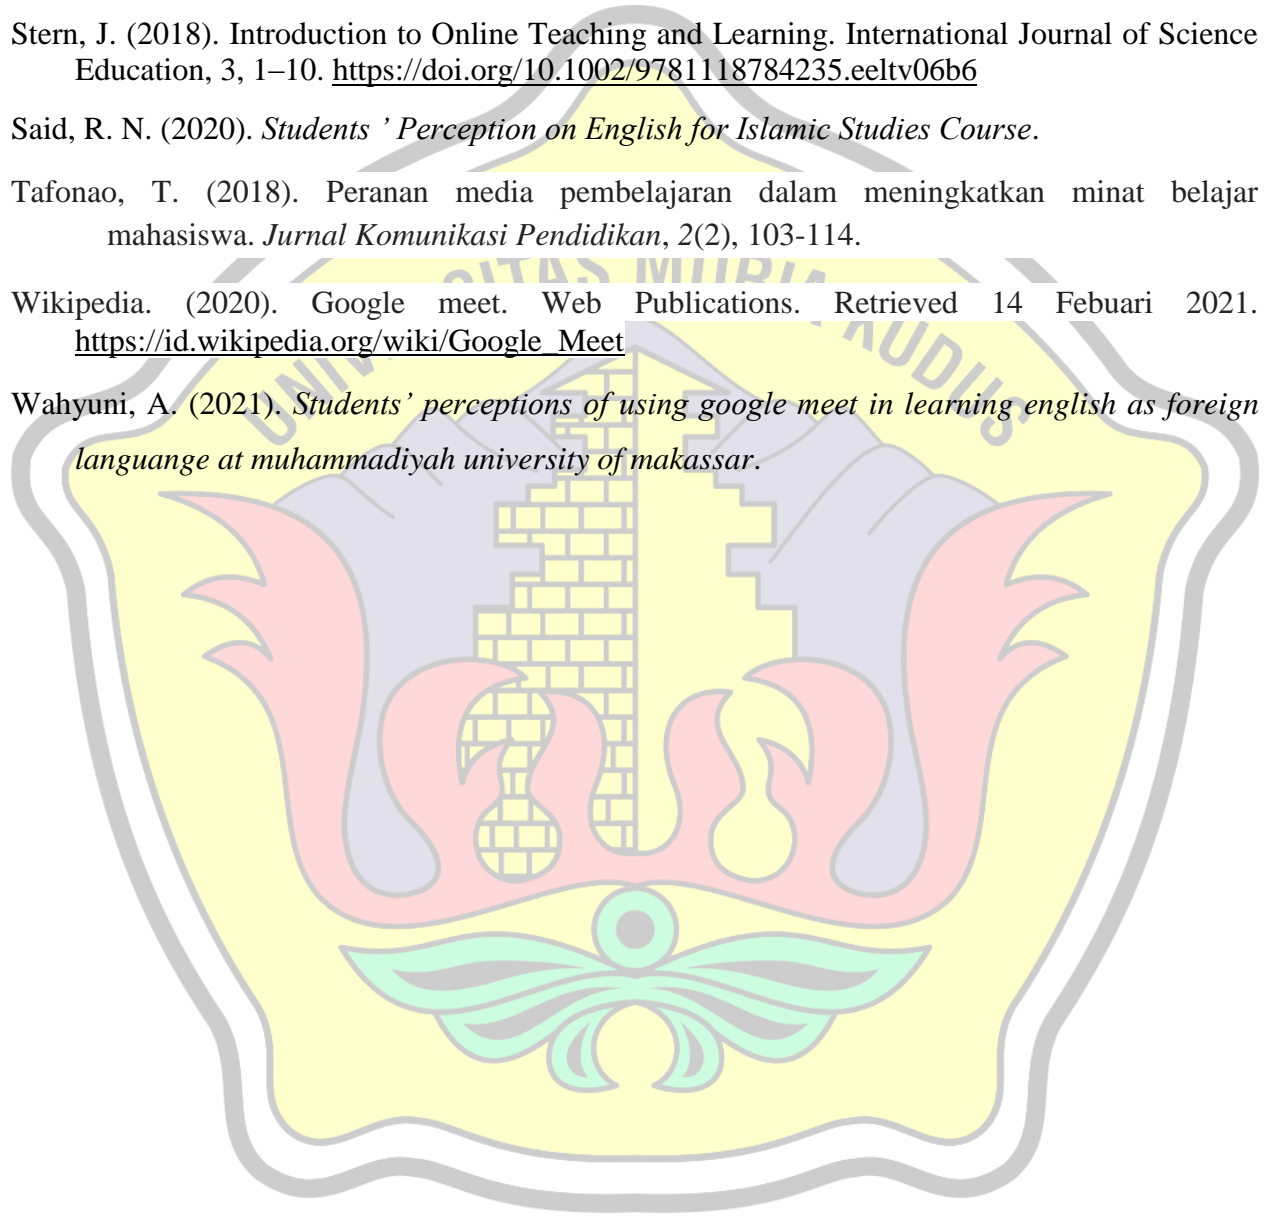 Stern, J. (2018). Introduction to Online Teaching and Learning. International Journal of Science
Education, 3, 1–10. https://doi.org/10.1002/9781118784235.eeltv06b6
Said, R. N. (2020). Students ’ Perception on English for Islamic Studies Course.
Tafonao, T. (2018). Peranan media pembelajaran dalam meningkatkan minat belajar
mahasiswa. Jurnal Komunikasi Pendidikan, 2(2), 103-114.
Wikipedia. (2020). Google meet. Web Publications. Retrieved 14 Febuari 2021.
https://id.wikipedia.org/wiki/Google_Meet
Wahyuni, A. (2021). Students’ perceptions of using google meet in learning english as foreign
languange at muhammadiyah university of makassar.
MURIA KUDUS